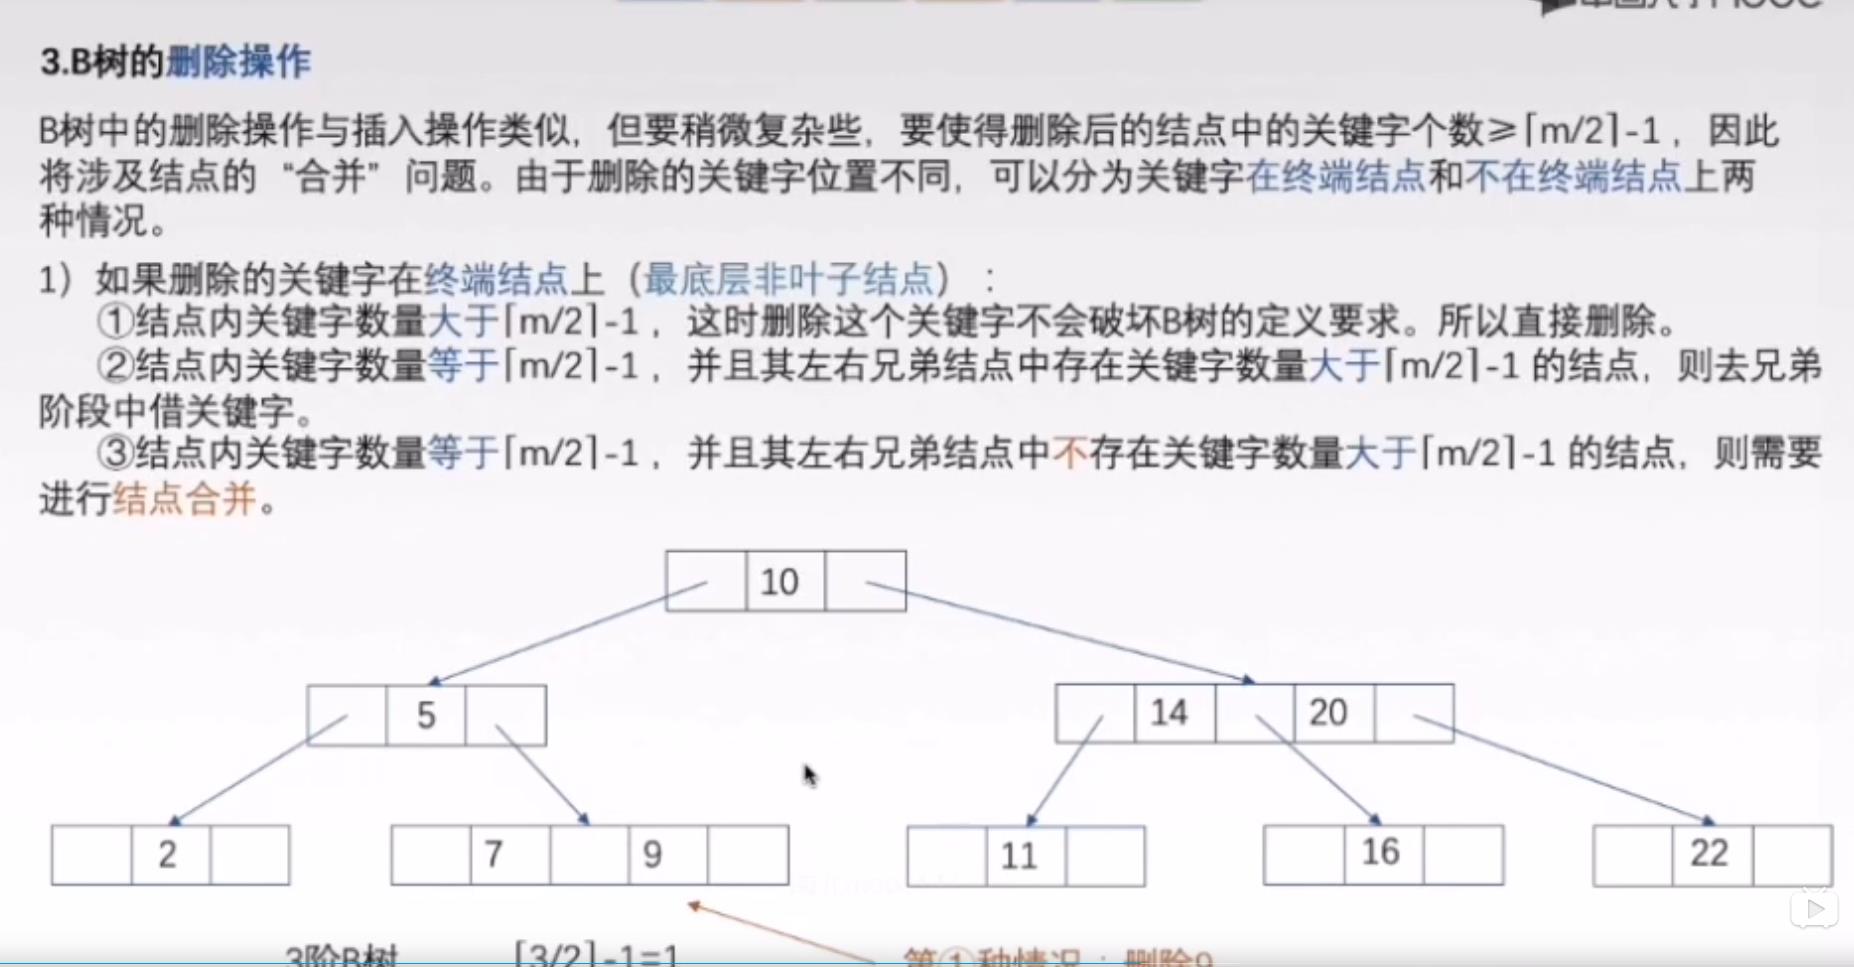 3.B树的删除操作
B树中的删除操作与插入操作类似，但要稍微复杂些，要使得删除后的结点中的关键字个数≥⌈m/2⌉-1，因此
将涉及结点的“合并”问题。由于删除的关键字位置不同，可以分为关键字在终端结点和不在终端结点上两
种情况。
1）如果删除的关键字在终端结点上（最底层非叶子结点）：
①结点内关键字数量大于⌈m/2⌉-1，这时删除这个关键字不会破坏B树的定义要求。所以直接删除。
②结点内关键字数量等于⌈m/2⌉-1，并且其左右兄弟结点中存在关键字数量大于⌈m/2⌉-1 的结点，则去兄弟
阶段中借关键字。
③结点内关键字数量等于⌈m/2⌉-1，并且其左右兄弟结点中不存在关键字数量大于⌈m/2⌉-1 的结点，则需要
进行结点合并。
10
5 14 20
2 7 9 11 16 22
3阶B树 ⌈3/2⌉-1=1 第①种情况：删除9